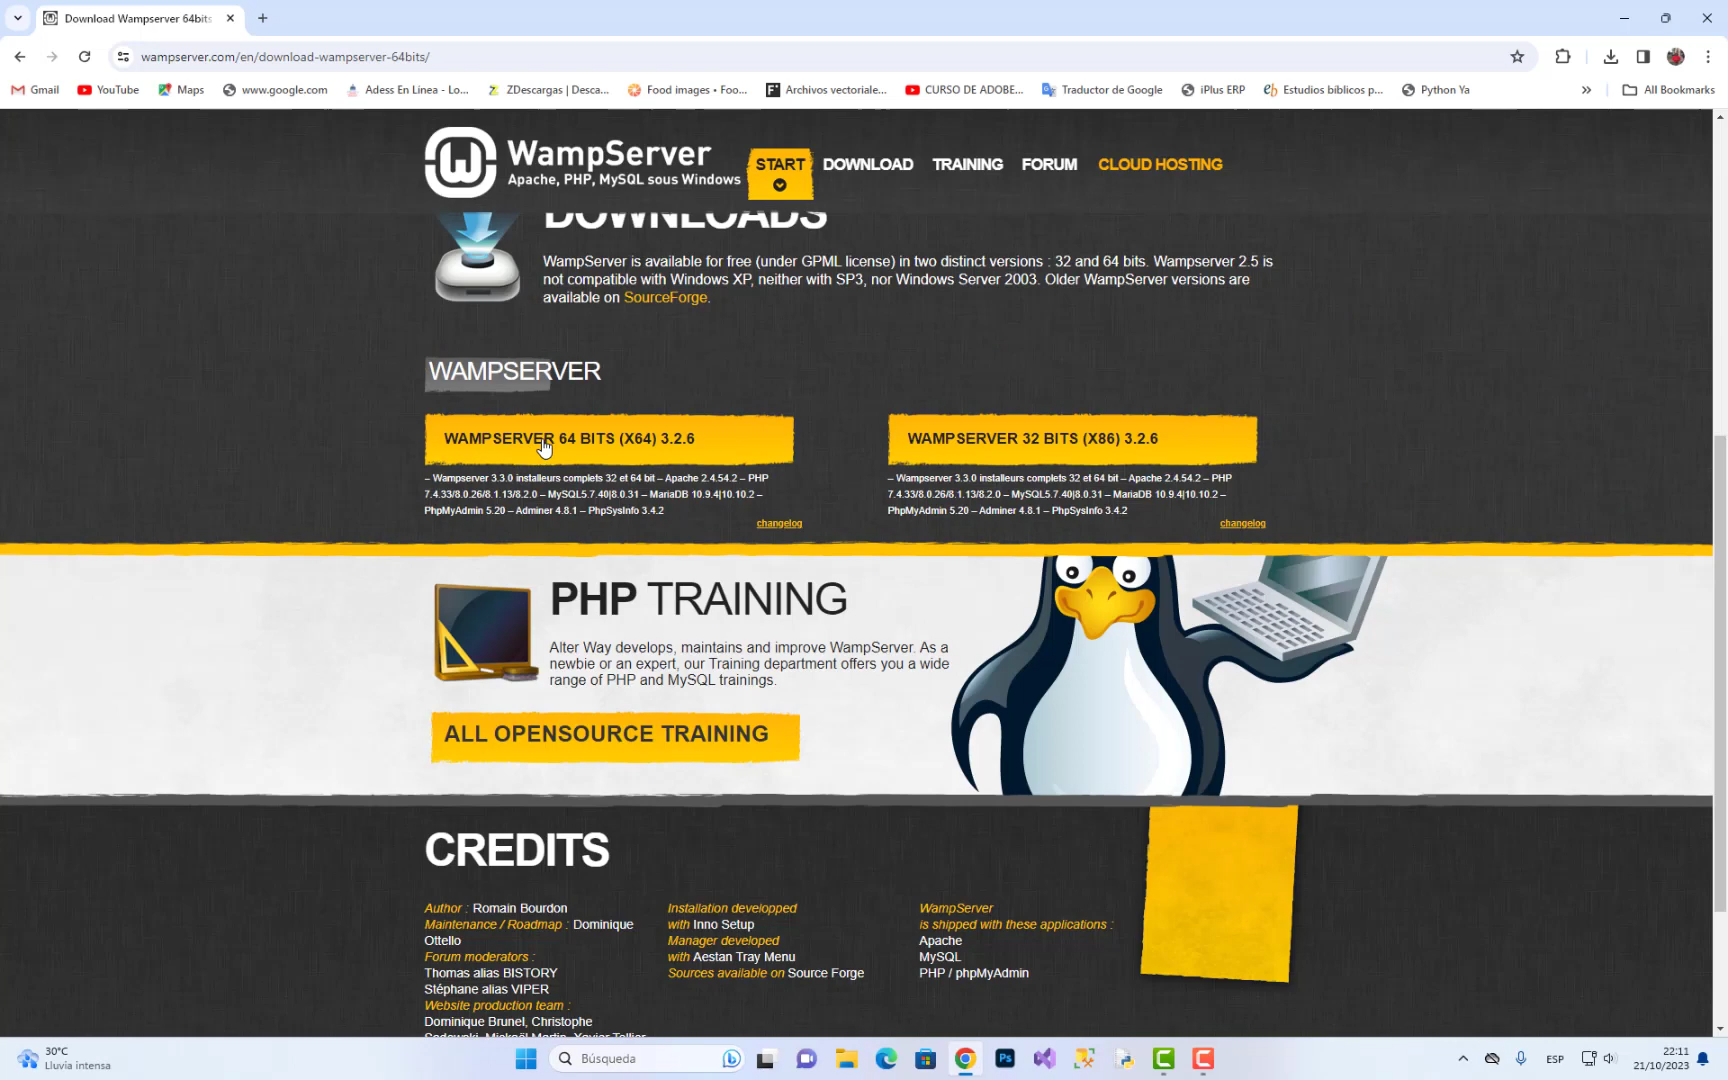 Download Wampserver 64bits
wampserver.com/en/download-wampserver-64bits/
Gmail
YouTube
Maps
www.google.com
Adess En Línea - Lo...
ZDescargas | Desca...
Food images • Foo...
Archivos vectoriale...
CURSO DE ADOBE...
Traductor de Google
iPlus ERP
Estudios bíblicos p...
Python Ya
All Bookmarks
WampServer
Apache, PHP, MySQL sous Windows
START
DOWNLOAD
TRAINING
FORUM
CLOUD HOSTING
DOWNLOADS
WampServer is available for free (under GPML license) in two distinct versions : 32 and 64 bits. Wampserver 2.5 is
not compatible with Windows XP, neither with SP3, nor Windows Server 2003. Older WampServer versions are
available on SourceForge.
WAMPSERVER
WAMPSERVER 64 BITS (X64) 3.2.6
– Wampserver 3.3.0 installeurs complets 32 et 64 bit – Apache 2.4.54.2 – PHP
7.4.33/8.0.26/8.1.13/8.2.0 – MySQL5.7.40|8.0.31 – MariaDB 10.9.4|10.10.2 –
PhpMyAdmin 5.20 – Adminer 4.8.1 – PhpSysInfo 3.4.2
changelog
WAMPSERVER 32 BITS (X86) 3.2.6
– Wampserver 3.3.0 installeurs complets 32 et 64 bit – Apache 2.4.54.2 – PHP
7.4.33/8.0.26/8.1.13/8.2.0 – MySQL5.7.40|8.0.31 – MariaDB 10.9.4|10.10.2 –
PhpMyAdmin 5.20 – Adminer 4.8.1 – PhpSysInfo 3.4.2
changelog
PHP TRAINING
Alter Way develops, maintains and improve WampServer. As a
newbie or an expert, our Training department offers you a wide
range of PHP and MySQL trainings.
ALL OPENSOURCE TRAINING
CREDITS
Author : Romain Bourdon
Maintenance / Roadmap : Dominique
Ottello
Forum moderators :
Thomas alias BISTORY
Stéphane alias VIPER
Website production team :
Dominique Brunel, Christophe
Installation developped
with Inno Setup
Manager developed
with Aestan Tray Menu
Sources available on Source Forge
WampServer
is shipped with these applications :
Apache
MySQL
PHP / phpMyAdmin
30°C
Lluvia intensa
Búsqueda
ESP
22:11
21/10/2023